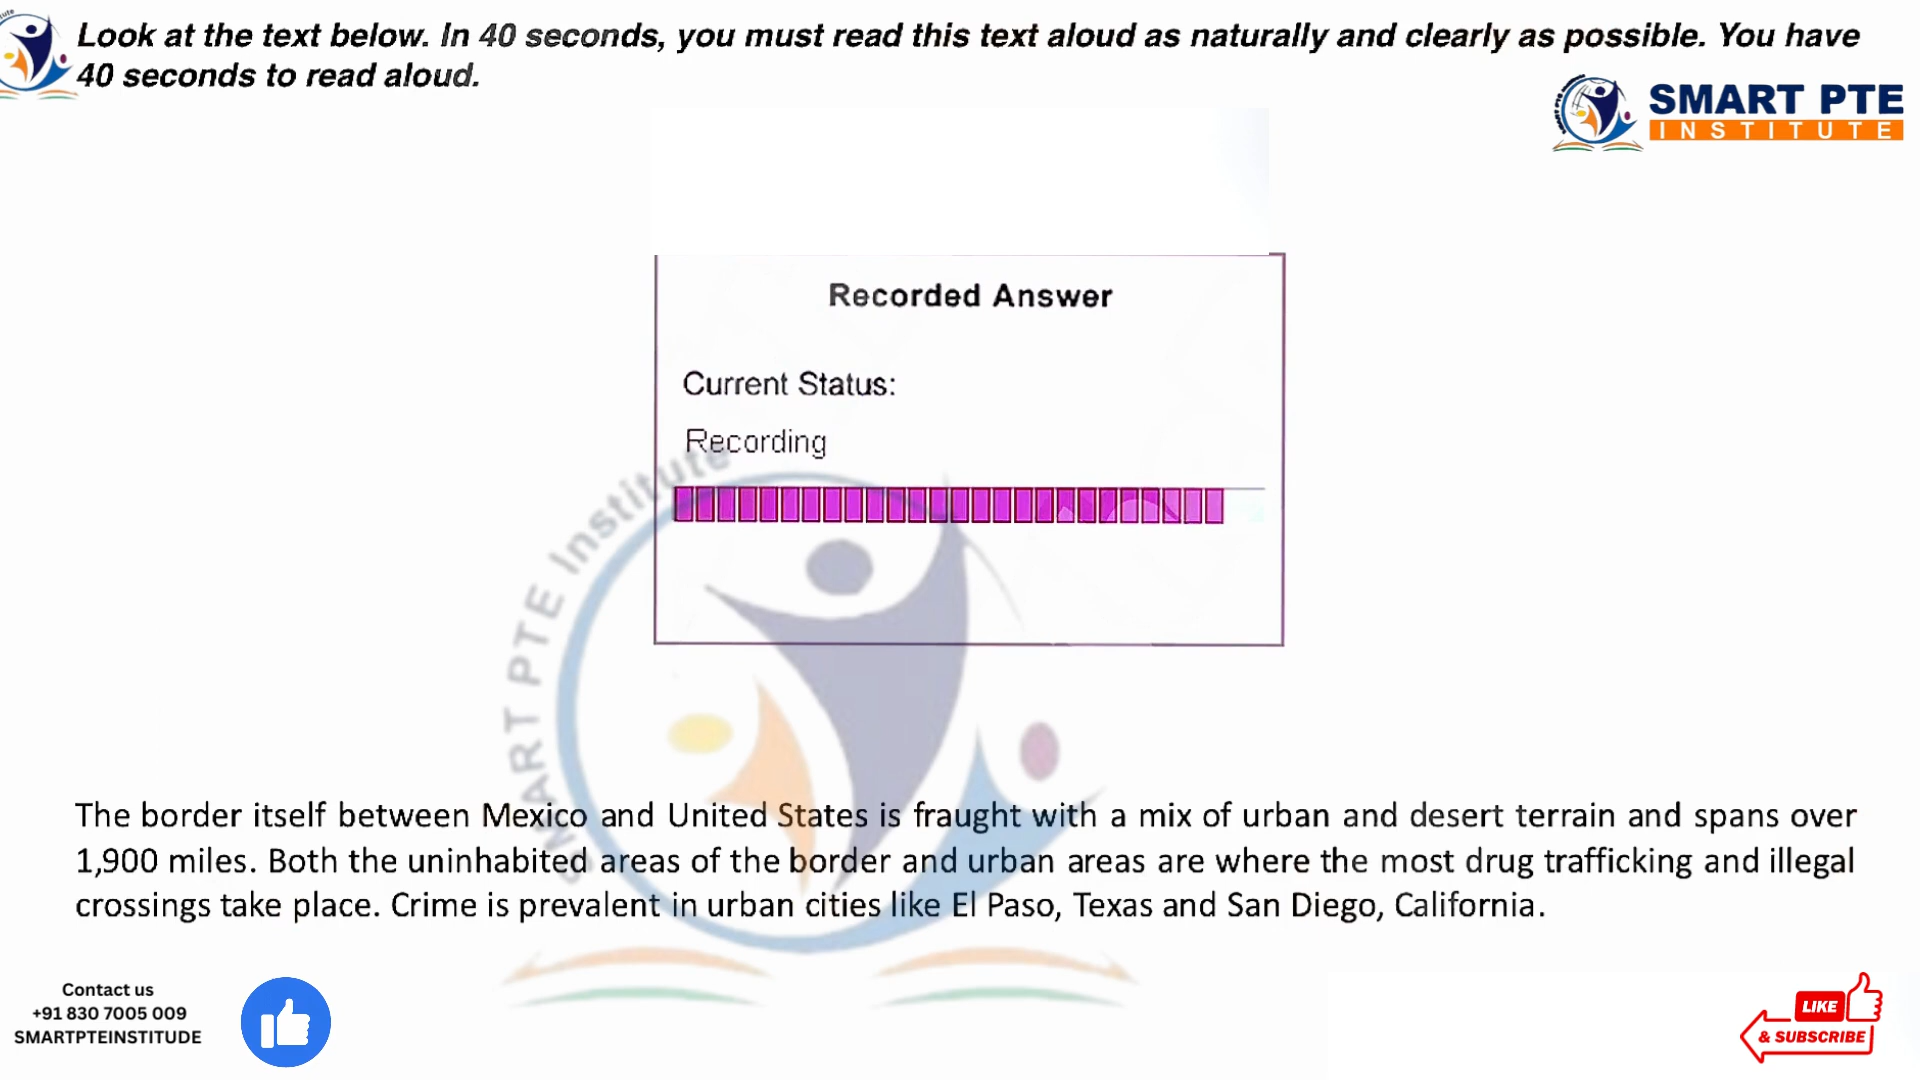 Look at the text below. In 40 seconds, you must read this text aloud as naturally and clearly as possible. You have
40 seconds to read aloud.
SMART PTE
INSTITUTE
Recorded Answer
Current Status:
Recording
SMART PTE Institute
The border itself between Mexico and United States is fraught with a mix of urban and desert terrain and spans over
1,900 miles. Both the uninhabited areas of the border and urban areas are where the most drug trafficking and illegal
crossings take place. Crime is prevalent in urban cities like El Paso, Texas and San Diego, California.
Contact us
+91 830 7005 009
SMARTPTEINSTITUDE
LIKE
& SUBSCRIBE